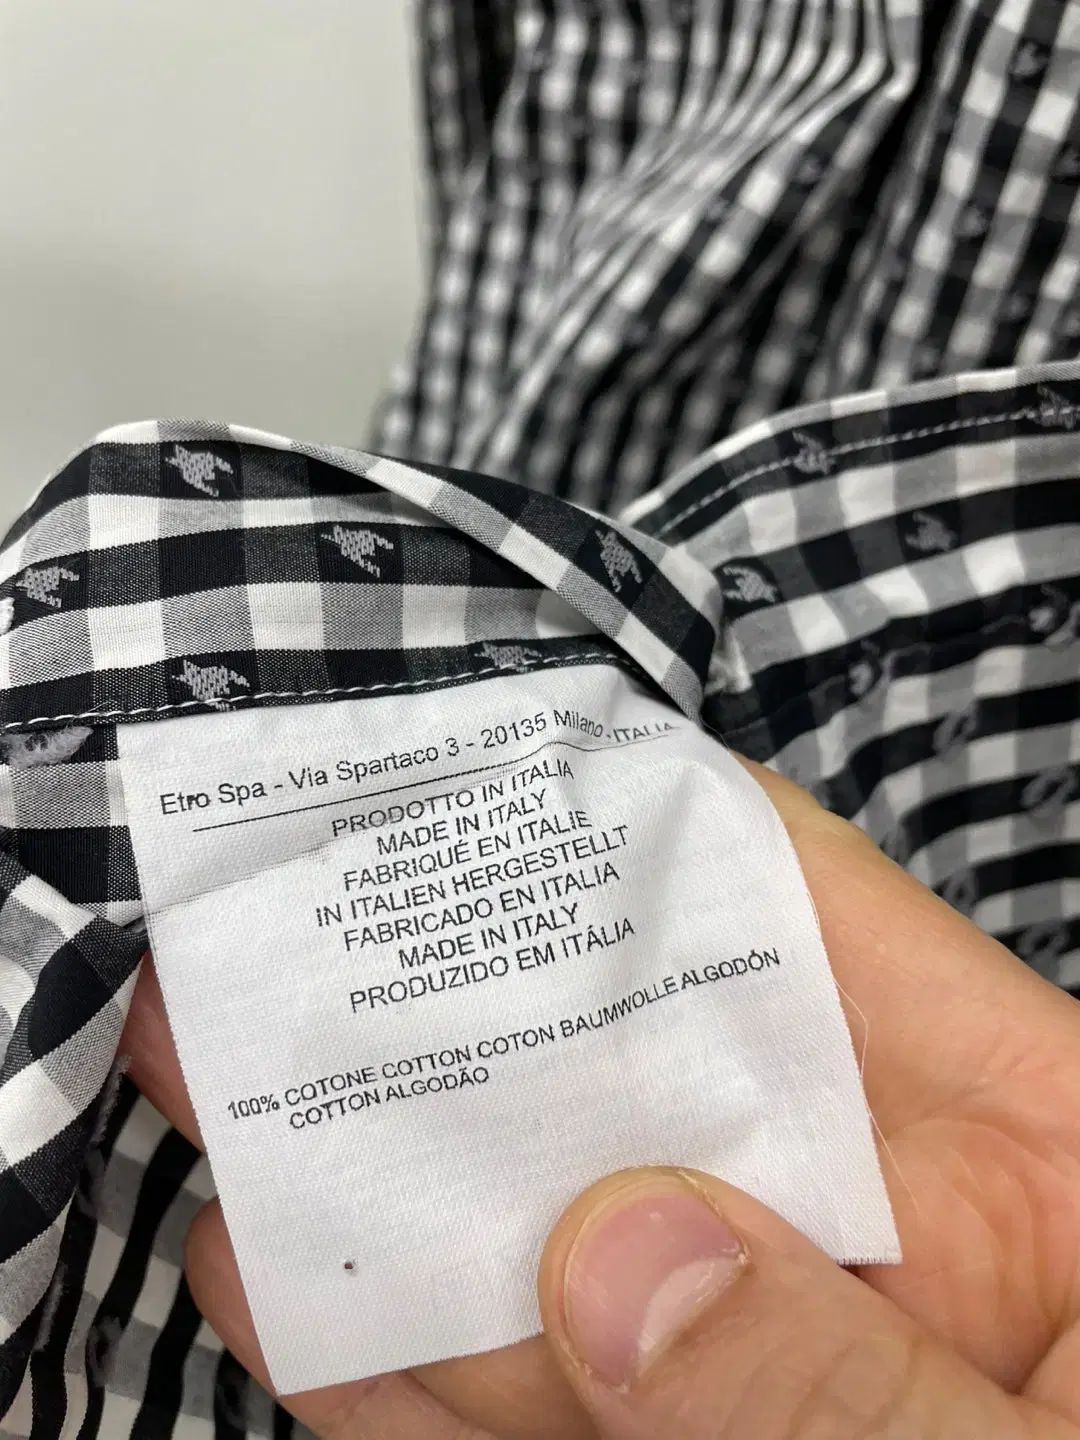 Etro Spa - Via Spartaco 3 - 20135 Milano - ITALIA
PRODOTTO IN ITALIA
MADE IN ITALY
FABRIQUÉ EN ITALIE
IN ITALIEN HERGESTELLT
FABRICADO EN ITALIA
MADE IN ITALY
PRODUZIDO EM ITÁLIA
100% COTONE COTTON COTON BAUMWOLLE ALGODÓN
COTTON ALGODÃO